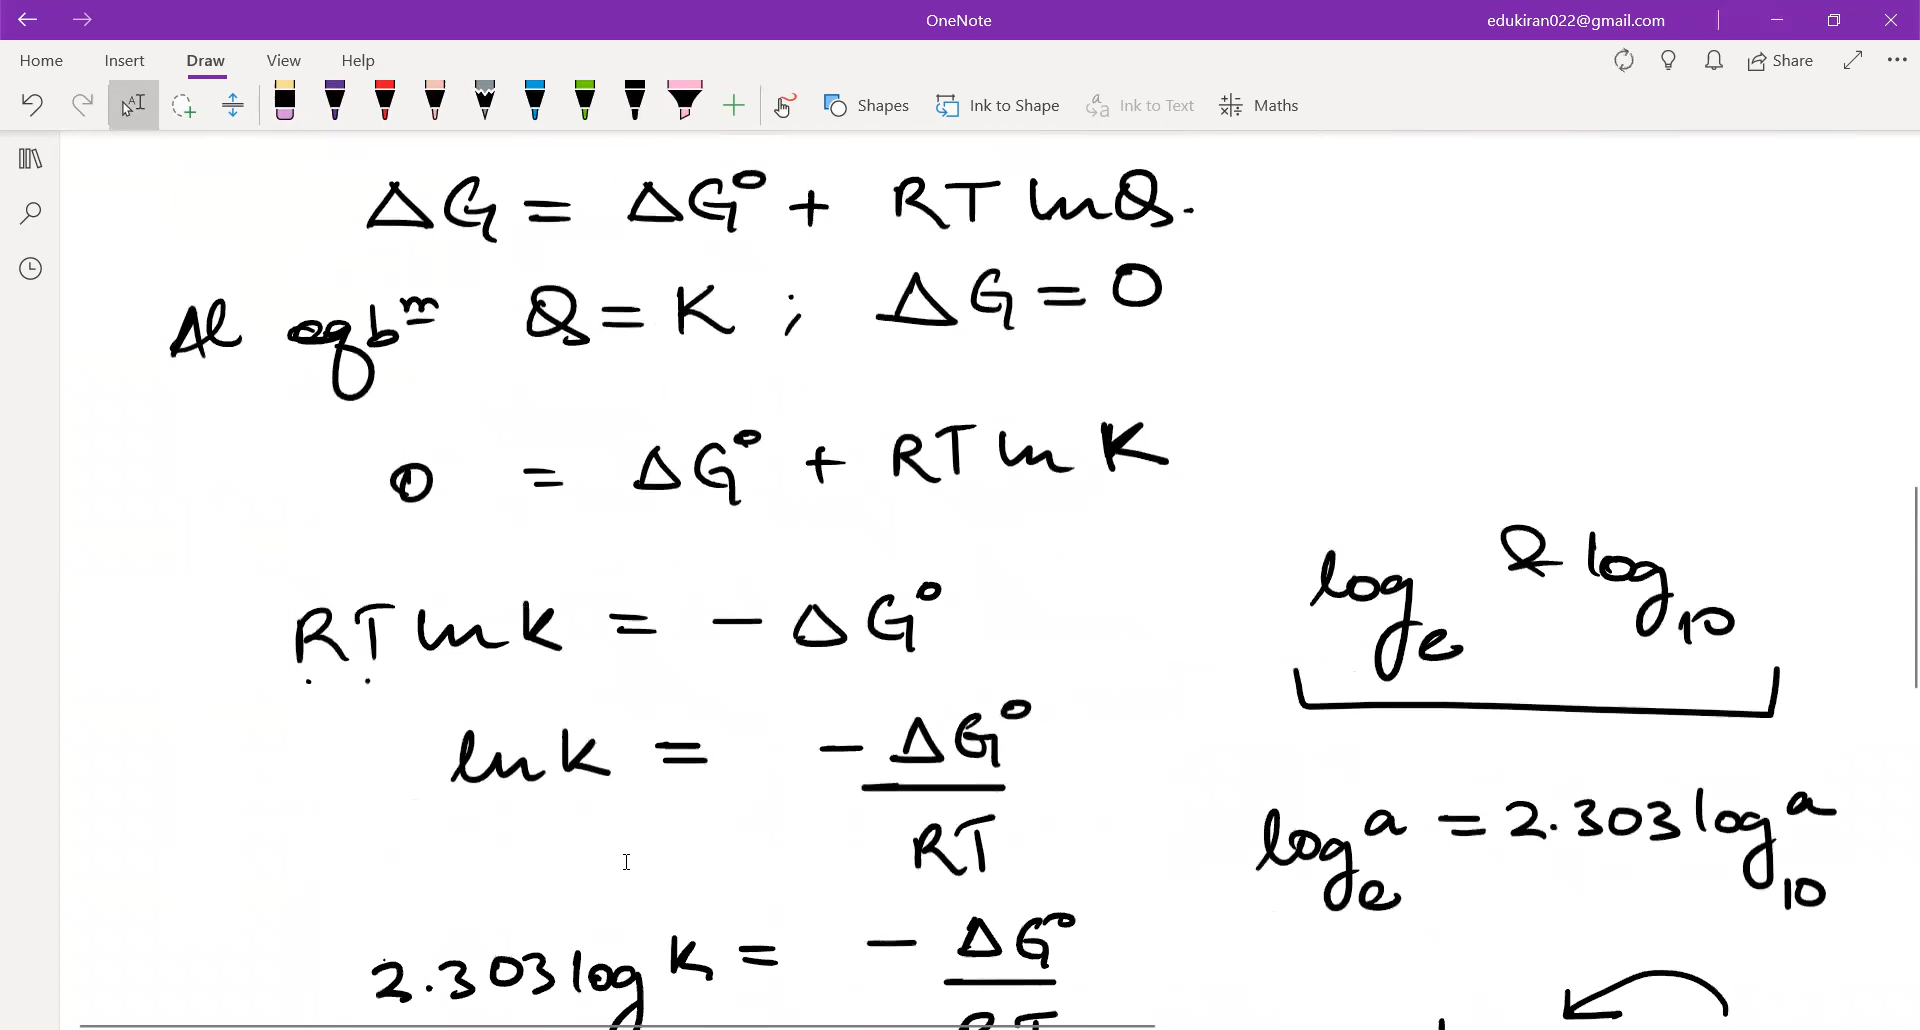 OneNote
edukiran022@gmail.com
Home Insert Draw View Help
Share
Shapes Ink to Shape Ink to Text Maths
ΔG = ΔG° + RT lnQ.
At eqbᵐ Q = K ; ΔG = 0
0 = ΔG° + RT ln K
RT ln K = - ΔG°
logₑ & log₁₀
ln K = - ΔG° / RT
logₑ a = 2.303 log₁₀ a
2.303 log K = - ΔG° / RT